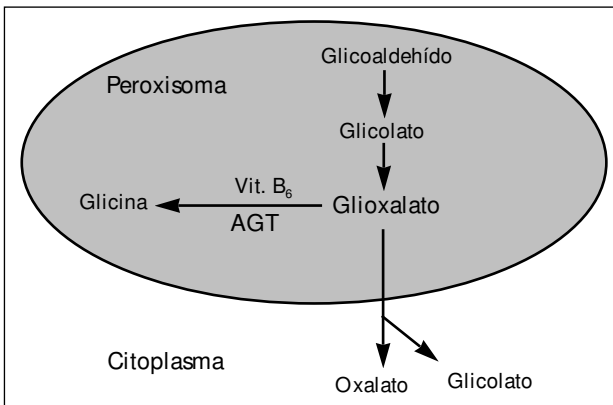 Glicoaldehído
Peroxisoma
Glicolato
Vit. B₆
Glicina
Glioxalato
AGT
Citoplasma
Oxalato
Glicolato